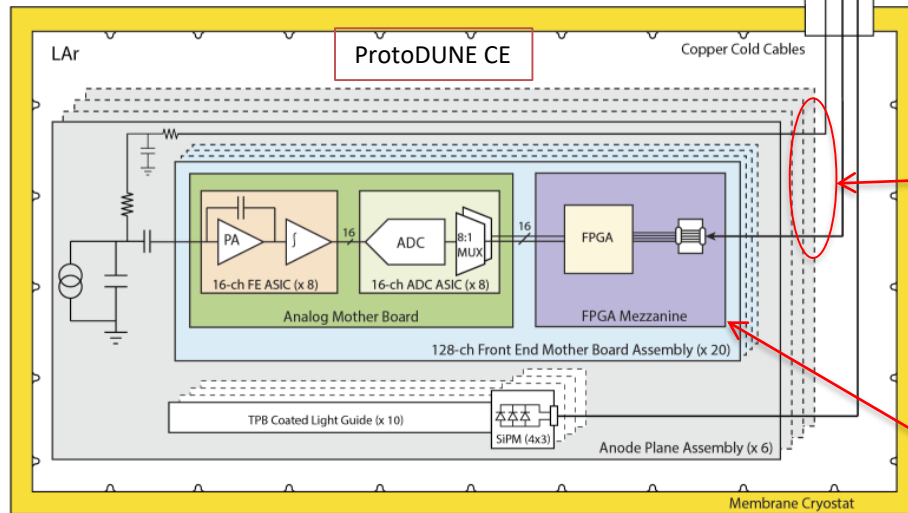 LAr
ProtoDUNE CE
Copper Cold Cables
PA
∫
16
ADC
8:1
MUX
16
FPGA
16-ch FE ASIC (x 8)
16-ch ADC ASIC (x 8)
Analog Mother Board
FPGA Mezzanine
128-ch Front End Mother Board Assembly (x 20)
TPB Coated Light Guide (x 10)
SiPM (4x3)
Anode Plane Assembly (x 6)
Membrane Cryostat